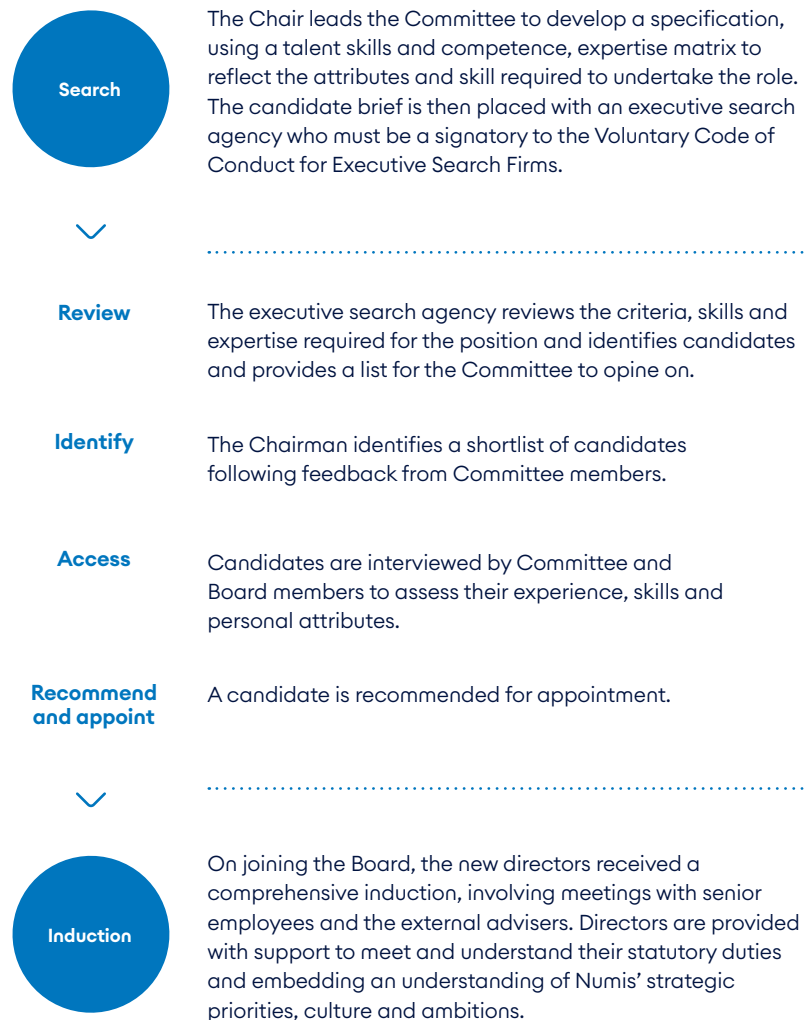 Search
The Chair leads the Committee to develop a specification,
using a talent skills and competence, expertise matrix to
reflect the attributes and skill required to undertake the role.
The candidate brief is then placed with an executive search
agency who must be a signatory to the Voluntary Code of
Conduct for Executive Search Firms.
Review
The executive search agency reviews the criteria, skills and
expertise required for the position and identifies candidates
and provides a list for the Committee to opine on.
Identify
The Chairman identifies a shortlist of candidates
following feedback from Committee members.
Access
Candidates are interviewed by Committee and
Board members to assess their experience, skills and
personal attributes.
Recommend
and appoint
A candidate is recommended for appointment.
Induction
On joining the Board, the new directors received a
comprehensive induction, involving meetings with senior
employees and the external advisers. Directors are provided
with support to meet and understand their statutory duties
and embedding an understanding of Numis’ strategic
priorities, culture and ambitions.